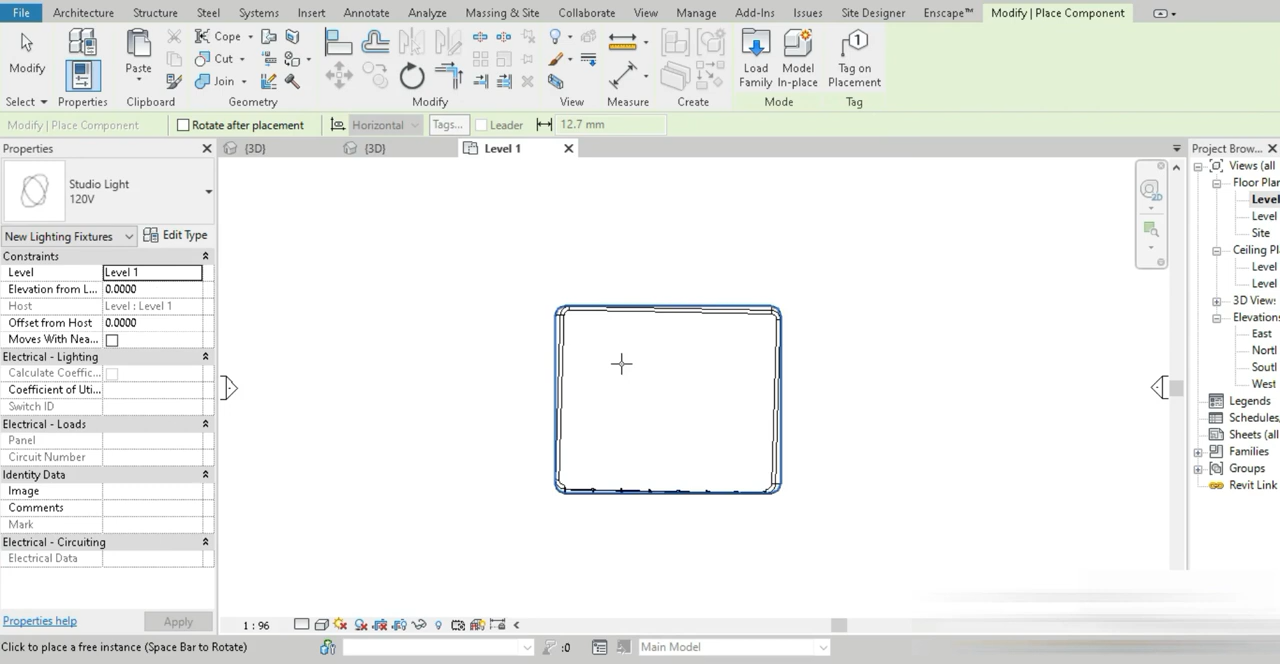 File Architecture Structure Steel Systems Insert Annotate Analyze Massing & Site Collaborate View Manage Add-Ins Issues Site Designer Enscape™ Modify | Place Component
Cope
Cut
Join
Modify
Paste
Load Family
Model In-place
Tag on Placement
Select Properties Clipboard Geometry Modify View Measure Create Mode Tag
Modify | Place Component Rotate after placement Horizontal Tags... Leader 12.7 mm
Properties {3D} {3D} Level 1 Project Brow...
Views (all
Floor Plan
Level
Level
Site
Ceiling Pl
Level
Level
3D Views
Elevations
East
North
South
West
Legends
Schedules,
Sheets (all
Families
Groups
Revit Link
2D
Studio Light
120V
New Lighting Fixtures Edit Type
Constraints
Level Level 1
Elevation from L... 0.0000
Host Level : Level 1
Offset from Host 0.0000
Moves With Nea...
Electrical - Lighting
Calculate Coeffic...
Coefficient of Uti...
Switch ID
Electrical - Loads
Panel
Circuit Number
Identity Data
Image
Comments
Mark
Electrical - Circuiting
Electrical Data
Properties help Apply
1 : 96
Click to place a free instance (Space Bar to Rotate) :0 Main Model